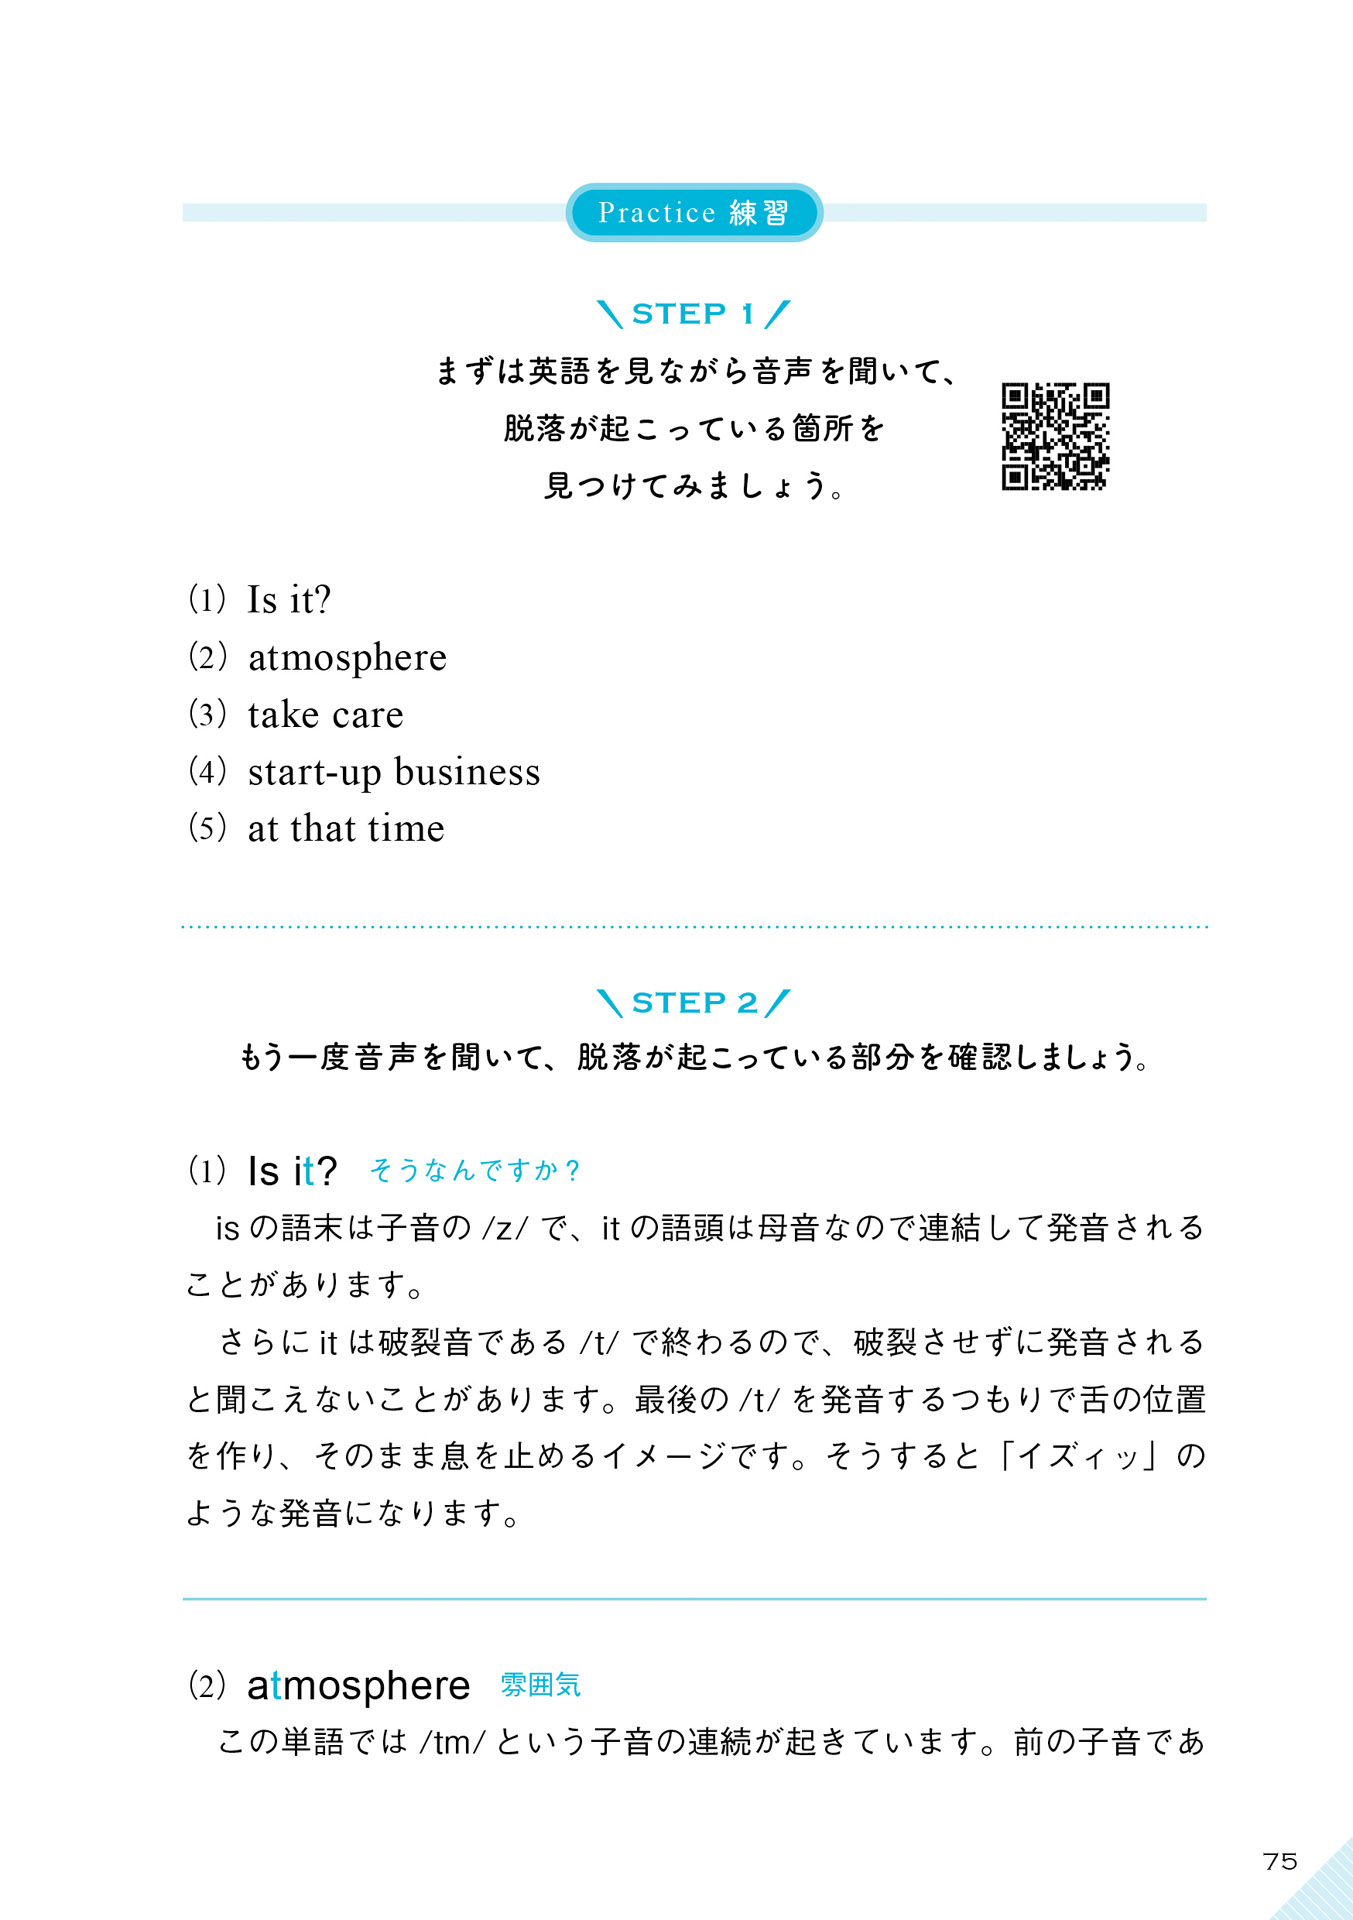 Practice 練習
STEP 1
まずは英語を見ながら音声を聞いて、
脱落が起こっている箇所を
見つけてみましょう。
(1) Is it?
(2) atmosphere
(3) take care
(4) start-up business
(5) at that time
STEP 2
もう一度音声を聞いて、脱落が起こっている部分を確認しましょう。
(1) Is it? そうなんですか？
is の語末は子音の /z/ で、it の語頭は母音なので連結して発音される
ことがあります。
さらに it は破裂音である /t/ で終わるので、破裂させずに発音される
と聞こえないことがあります。最後の /t/ を発音するつもりで舌の位置
を作り、そのまま息を止めるイメージです。そうすると「イズィッ」の
ような発音になります。
(2) atmosphere 雰囲気
この単語では /tm/ という子音の連続が起きています。前の子音であ
75